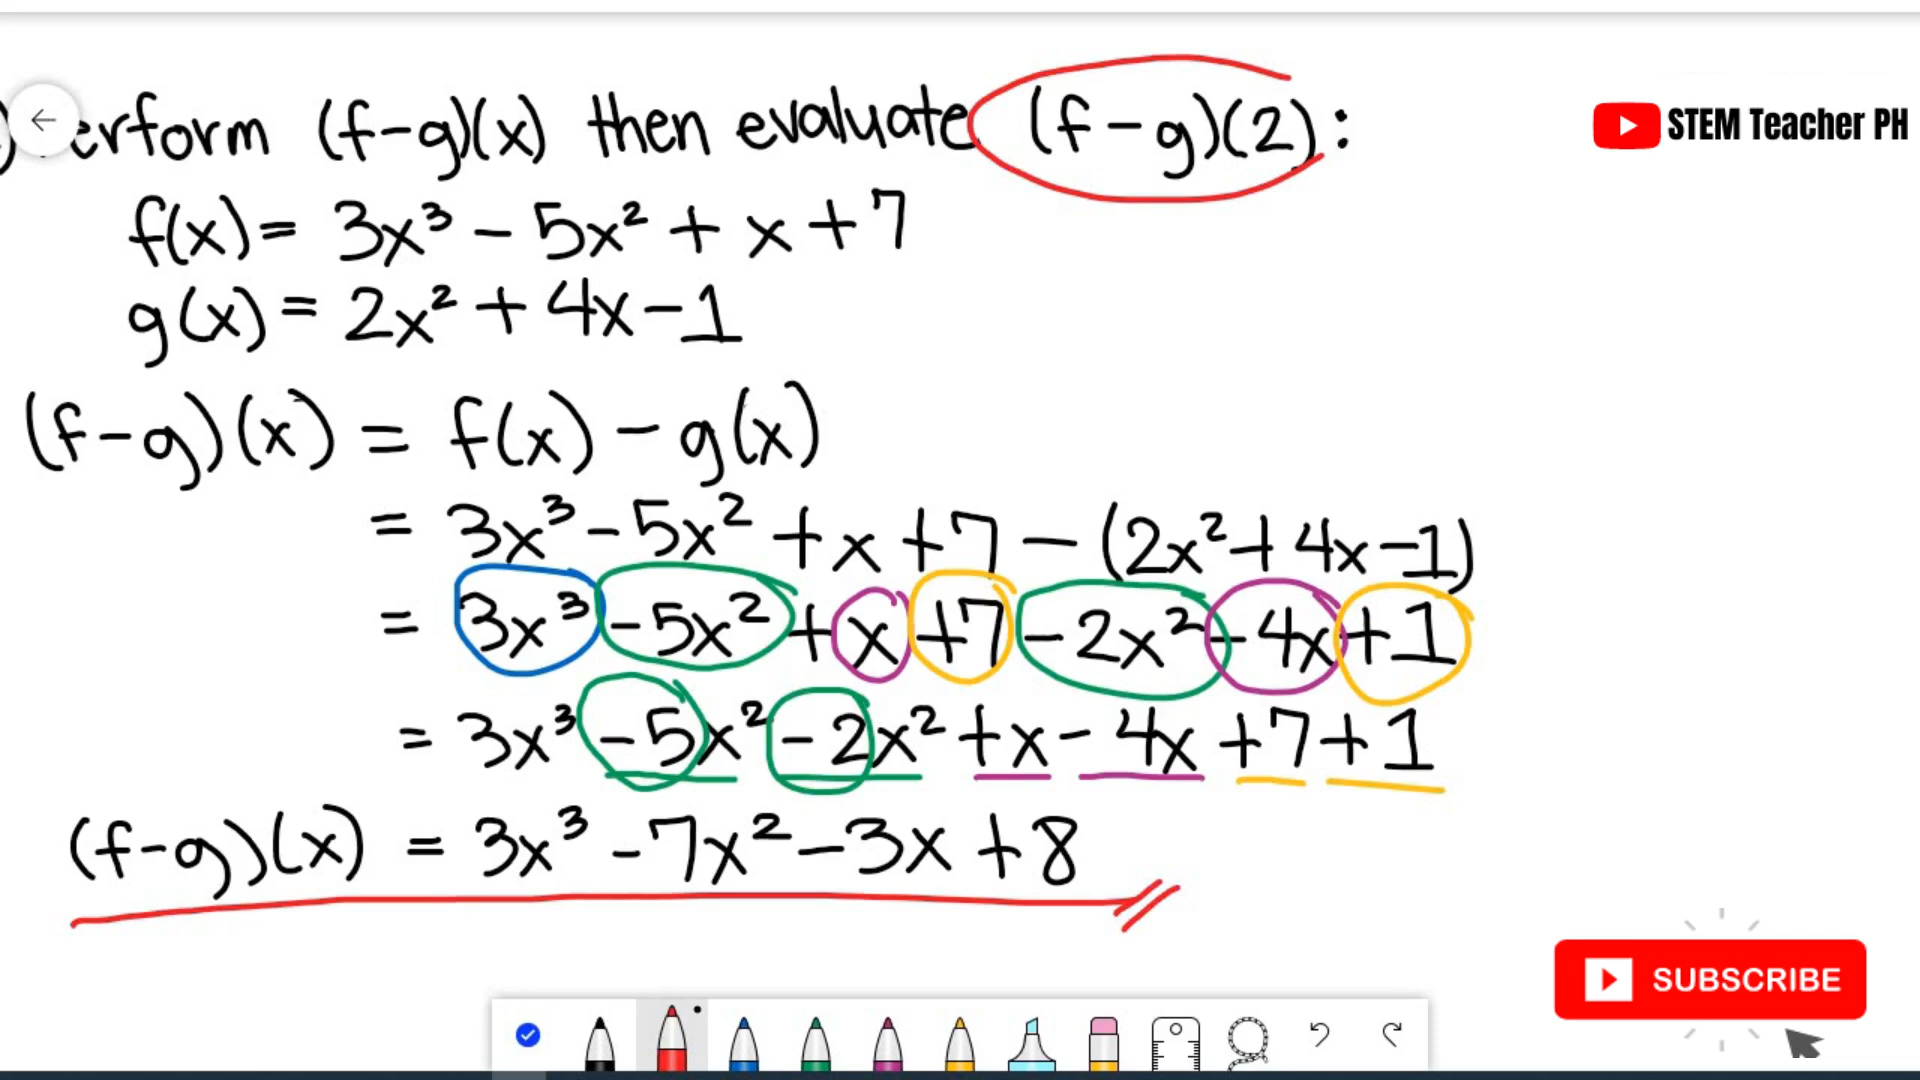 ) erform (f-g)(x) then evaluate (f-g)(2):
STEM Teacher PH
f(x) = 3x³ - 5x² + x + 7
g(x) = 2x² + 4x - 1
(f-g)(x) = f(x) - g(x)
= 3x³ - 5x² + x + 7 - (2x² + 4x - 1)
= 3x³ - 5x² + x + 7 - 2x² - 4x + 1
= 3x³ - 5x² - 2x² + x - 4x + 7 + 1
(f-g)(x) = 3x³ - 7x² - 3x + 8
SUBSCRIBE